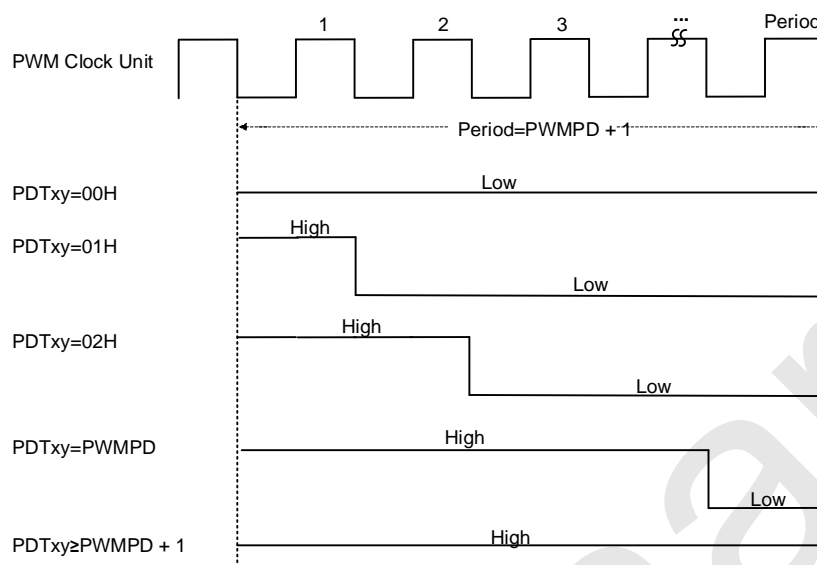 1 2 3 ... Period
PWM Clock Unit
Period=PWMPD + 1
PDTxy=00H
Low
PDTxy=01H
High
Low
PDTxy=02H
High
Low
PDTxy=PWMPD
High
Low
PDTxy≥PWMPD + 1
High